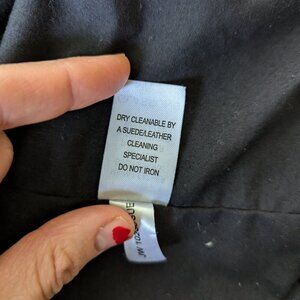 DRY CLEANABLE BY
A SUEDE/LEATHER
CLEANING
SPECIALIST
DO NOT IRON